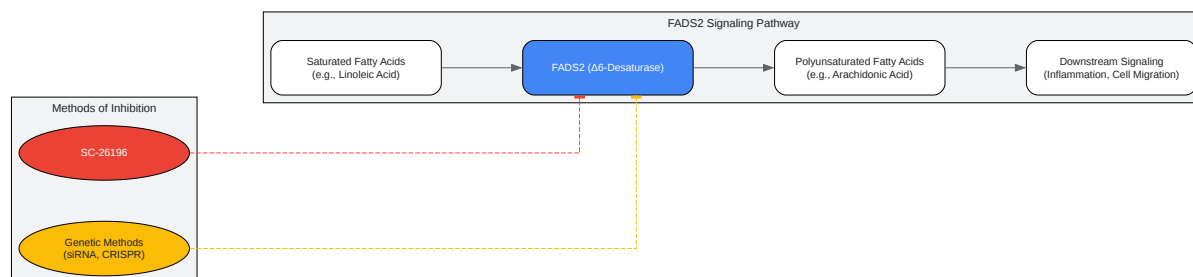 FADS2 Signaling Pathway
Saturated Fatty Acids
(e.g., Linoleic Acid)
FADS2 (Δ6-Desaturase)
Polyunsaturated Fatty Acids
(e.g., Arachidonic Acid)
Downstream Signaling
(Inflammation, Cell Migration)
Methods of Inhibition
SC-26196
Genetic Methods
(siRNA, CRISPR)